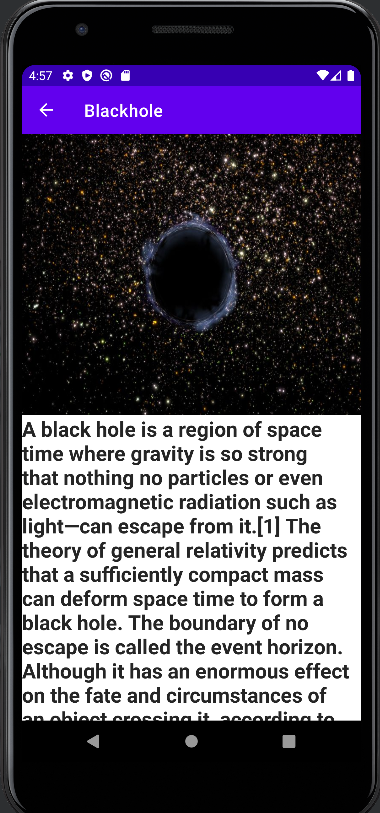 4:57
Blackhole
A black hole is a region of space
time where gravity is so strong
that nothing no particles or even
electromagnetic radiation such as
light—can escape from it.[1] The
theory of general relativity predicts
that a sufficiently compact mass
can deform space time to form a
black hole. The boundary of no
escape is called the event horizon.
Although it has an enormous effect
on the fate and circumstances of
an object crossing it, according to